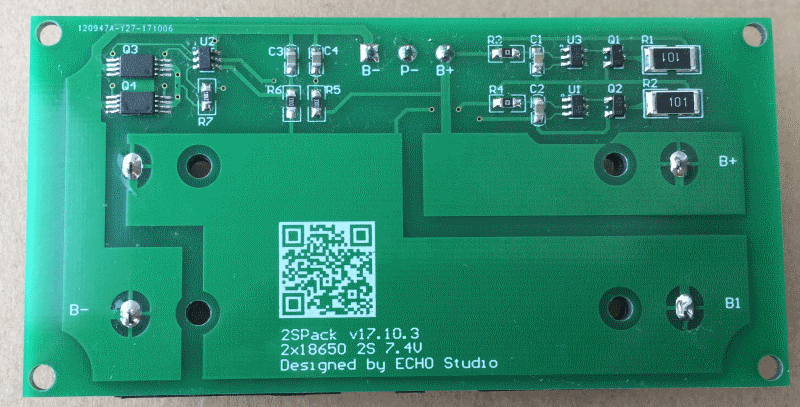 120947A-Y27-171006
Q3
U2
C3
C4
B-
P-
B+
R3
C1
U3
Q1
R1
101
Q4
R7
R6
R5
R4
C2
U1
Q2
R2
101
B+
B-
B1
2SPack v17.10.3
2x18650 2S 7.4V
Designed by ECHO Studio